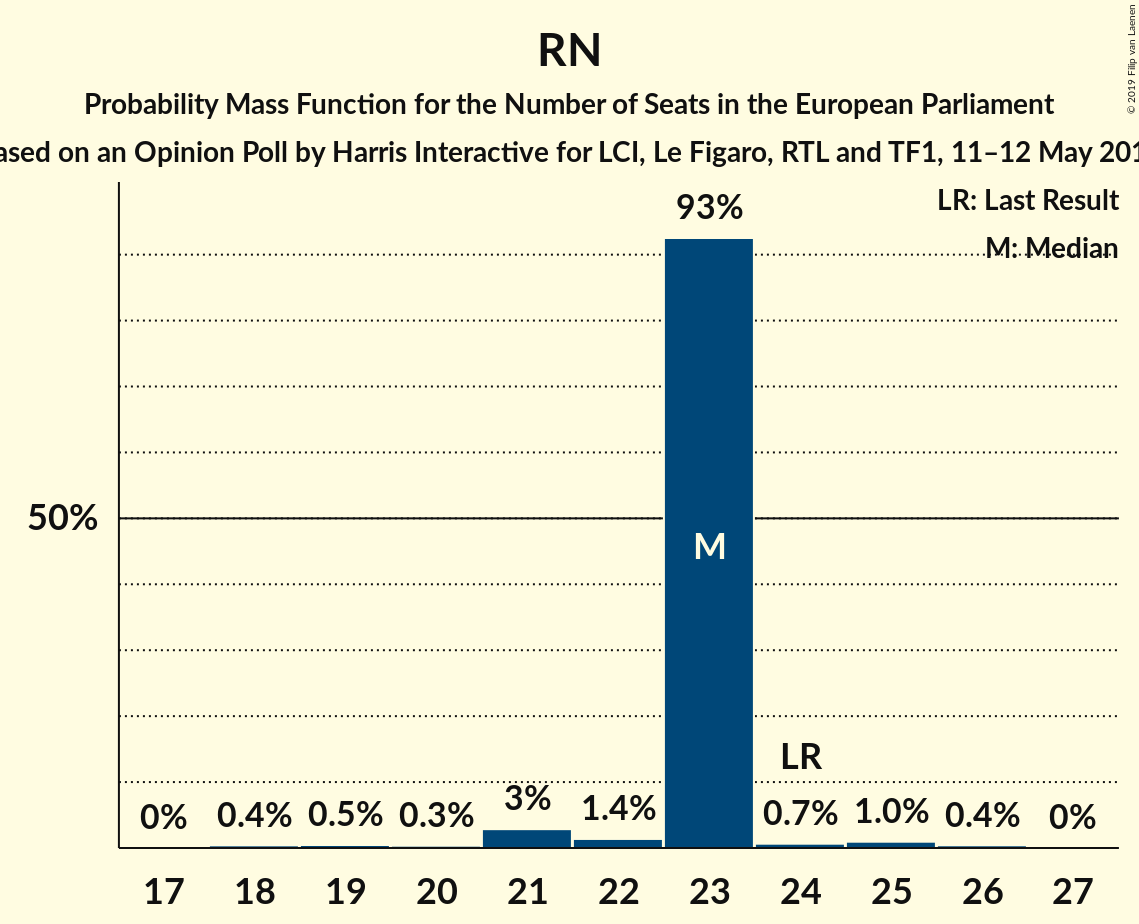 RN
Probability Mass Function for the Number of Seats in the European Parliament
ased on an Opinion Poll by Harris Interactive for LCI, Le Figaro, RTL and TF1, 11–12 May 201
© 2019 Filip van Laenen
LR: Last Result
M: Median
93%
50%
M
LR
0% 0.4% 0.5% 0.3% 3% 1.4% 0.7% 1.0% 0.4% 0%
17 18 19 20 21 22 23 24 25 26 27